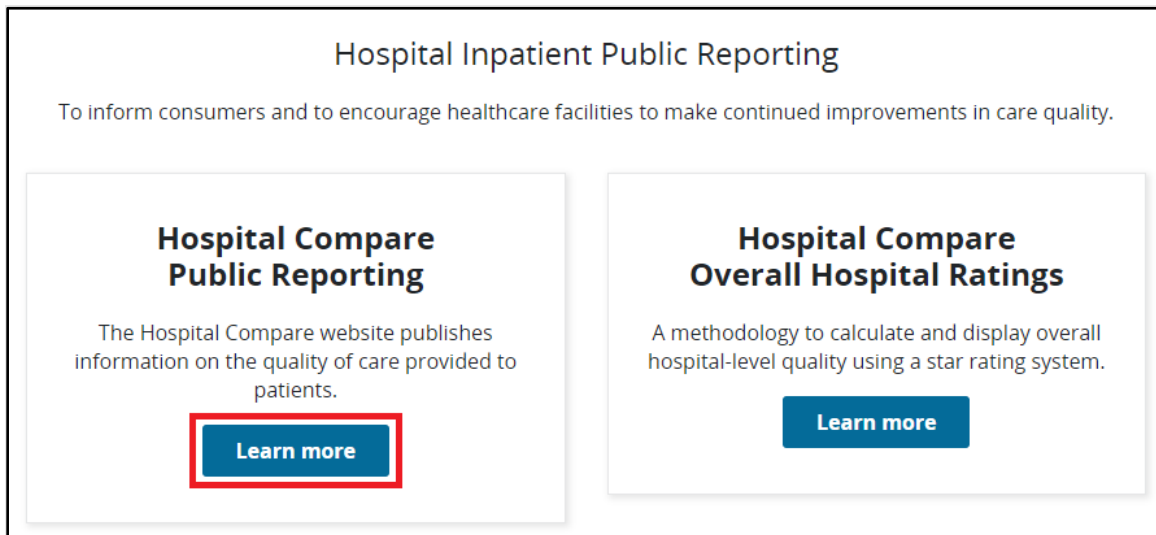 Hospital Inpatient Public Reporting
To inform consumers and to encourage healthcare facilities to make continued improvements in care quality.
Hospital Compare
Public Reporting
The Hospital Compare website publishes
information on the quality of care provided to
patients.
Learn more
Hospital Compare
Overall Hospital Ratings
A methodology to calculate and display overall
hospital-level quality using a star rating system.
Learn more